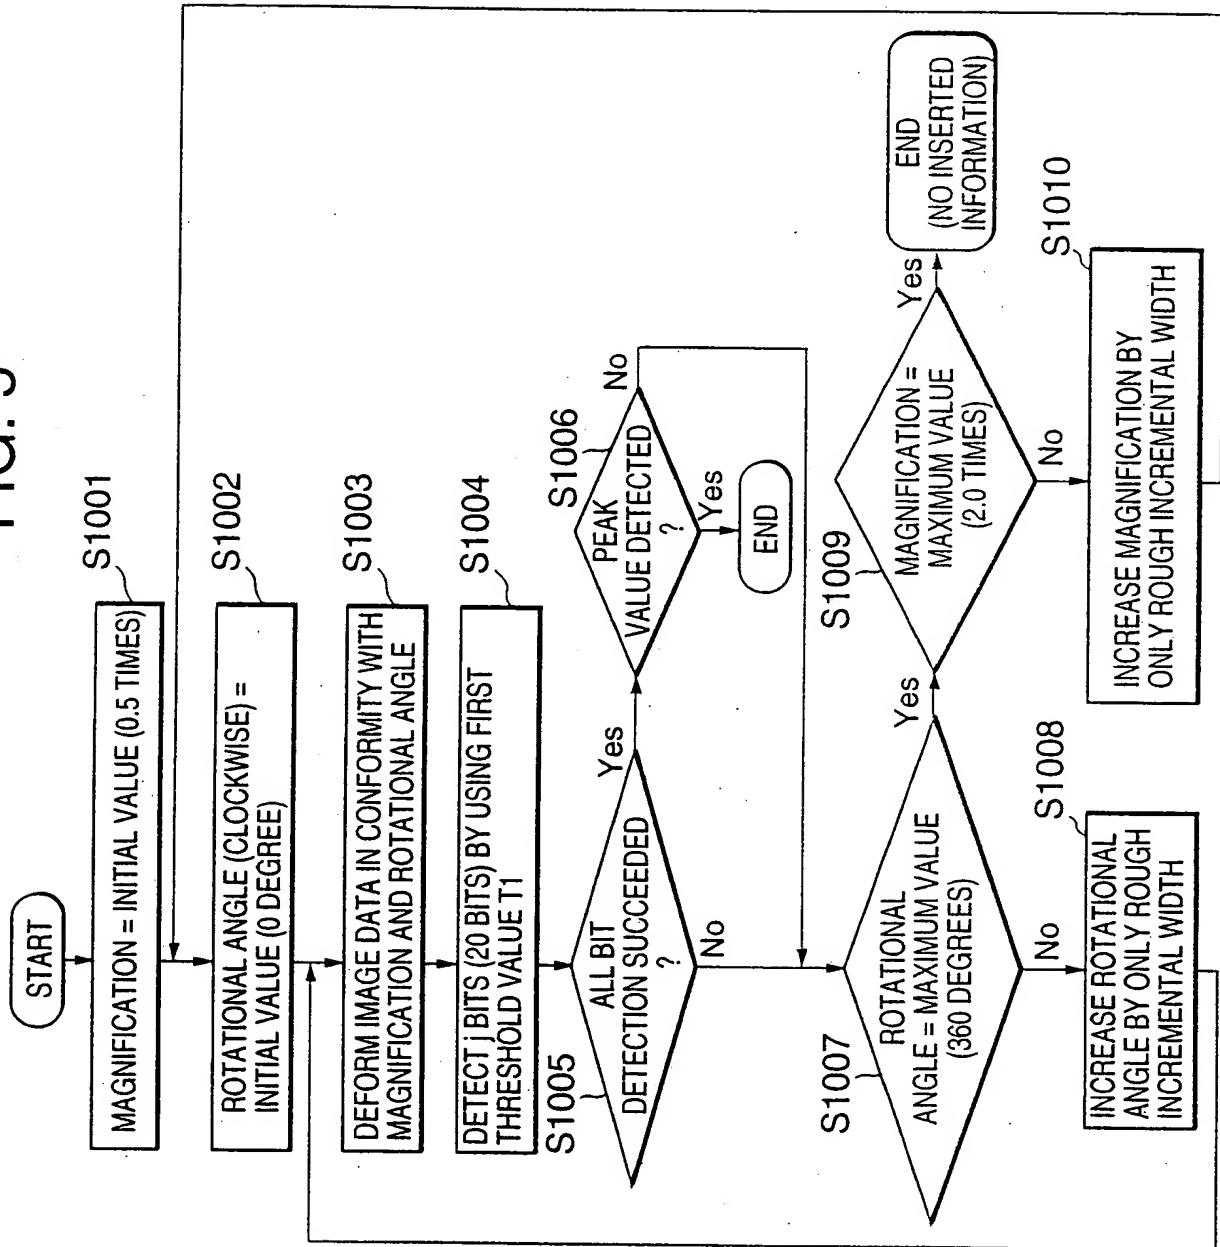 START
S1001
MAGNIFICATION = INITIAL VALUE (0.5 TIMES)
S1002
ROTATIONAL ANGLE (CLOCKWISE) =
INITIAL VALUE (0 DEGREE)
S1003
DEFORM IMAGE DATA IN CONFORMITY WITH
MAGNIFICATION AND ROTATIONAL ANGLE
S1004
DETECT j BITS (20 BITS) BY USING FIRST
THRESHOLD VALUE T1
S1005
ALL BIT
DETECTION SUCCEEDED
?
Yes
No
S1006
PEAK
VALUE DETECTED
?
No
Yes
END
S1007
ROTATIONAL
ANGLE = MAXIMUM VALUE
(360 DEGREES)
Yes
No
S1008
INCREASE ROTATIONAL
ANGLE BY ONLY ROUGH
INCREMENTAL WIDTH
S1009
MAGNIFICATION =
MAXIMUM VALUE
(2.0 TIMES)
Yes
No
END
(NO INSERTED
INFORMATION)
S1010
INCREASE MAGNIFICATION BY
ONLY ROUGH INCREMENTAL WIDTH